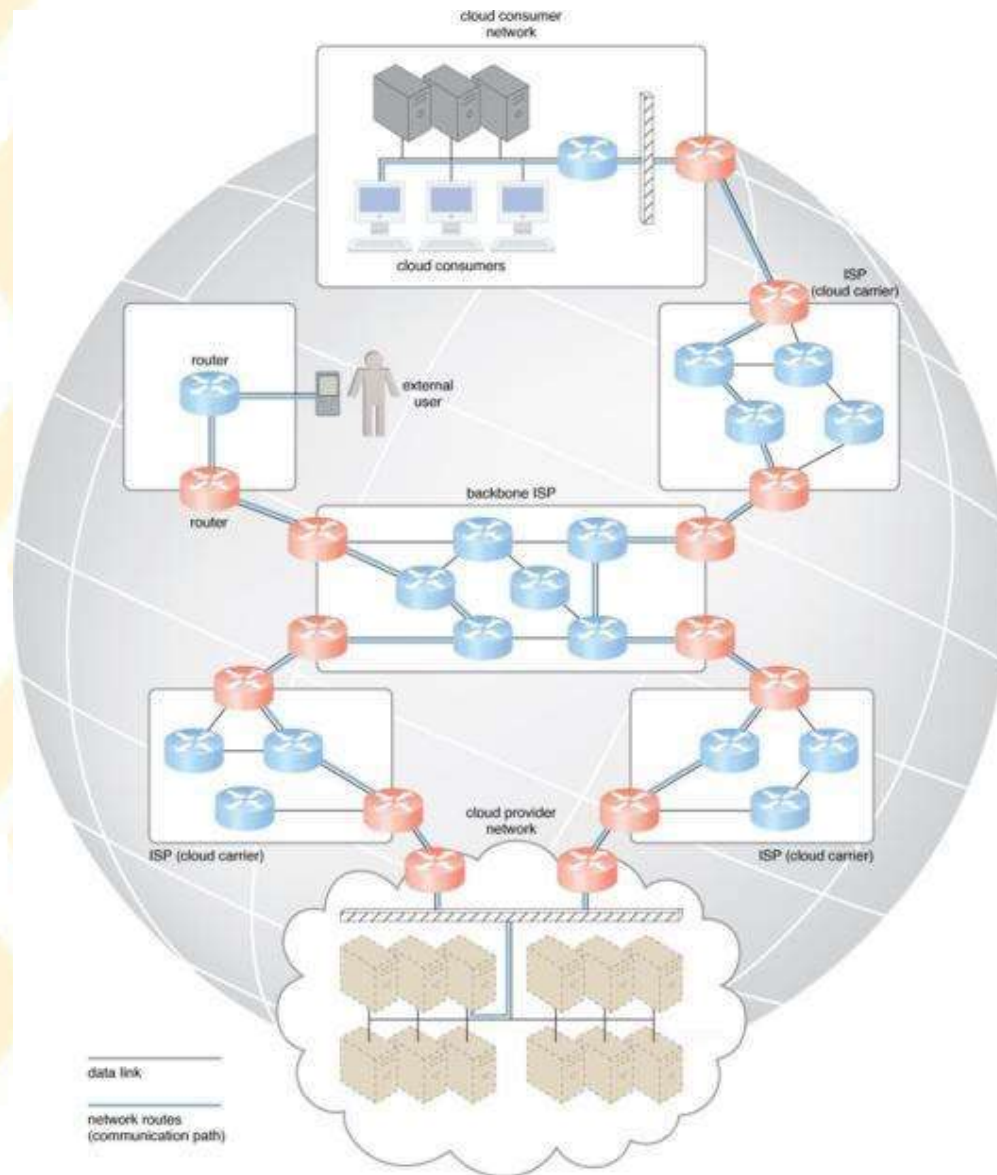 cloud consumer
network
cloud consumers
ISP
(cloud carrier)
router
external
user
router
backbone ISP
cloud provider
network
ISP (cloud carrier)
ISP (cloud carrier)
data link
network routes
(communication path)